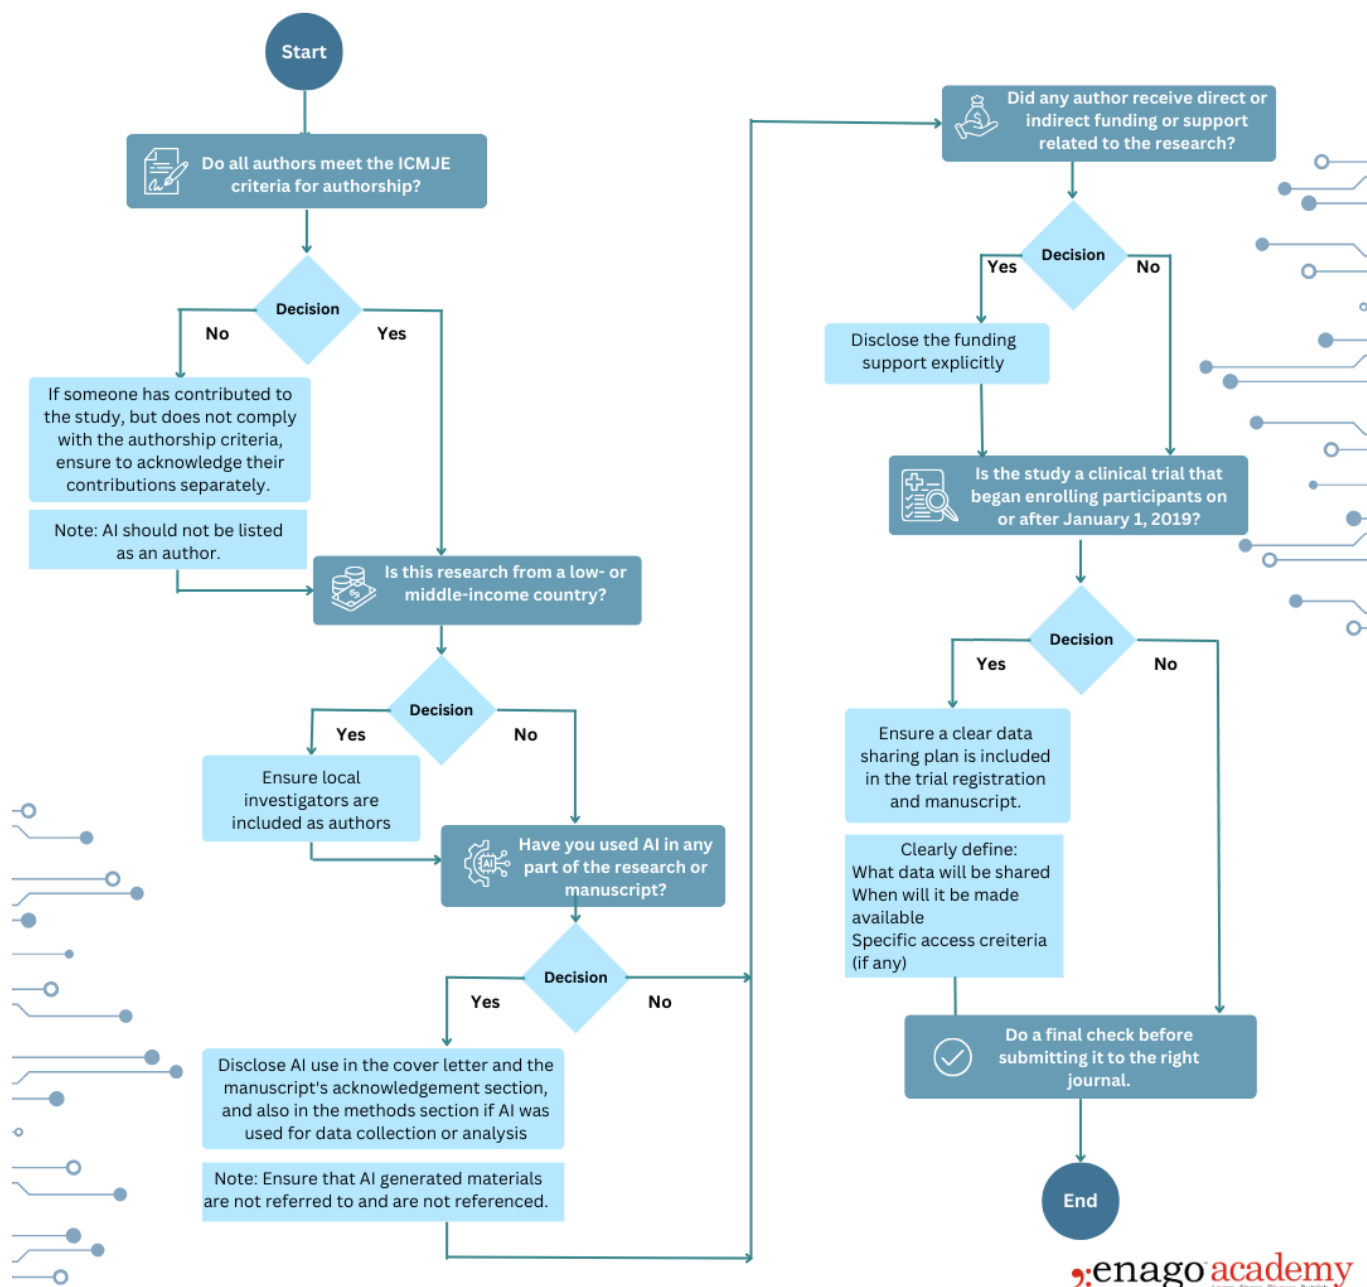 Start
Do all authors meet the ICMJE
criteria for authorship?
Decision
No
Yes
If someone has contributed to
the study, but does not comply
with the authorship criteria,
ensure to acknowledge their
contributions separately.
Note: AI should not be listed
as an author.
Is this research from a low- or
middle-income country?
Decision
Yes
No
Ensure local
investigators are
included as authors
Have you used AI in any
part of the research or
manuscript?
AI
Decision
Yes
No
Disclose AI use in the cover letter and the
manuscript's acknowledgement section,
and also in the methods section if AI was
used for data collection or analysis
Note: Ensure that AI generated materials
are not referred to and are not referenced.
Did any author receive direct or
indirect funding or support
related to the research?
Decision
Yes
No
Disclose the funding
support explicitly
Is the study a clinical trial that
began enrolling participants on
or after January 1, 2019?
Decision
Yes
No
Ensure a clear data
sharing plan is included
in the trial registration
and manuscript.
Clearly define:
What data will be shared
When will it be made
available
Specific access creiteria
(if any)
Do a final check before
submitting it to the right
journal.
End
enago academy